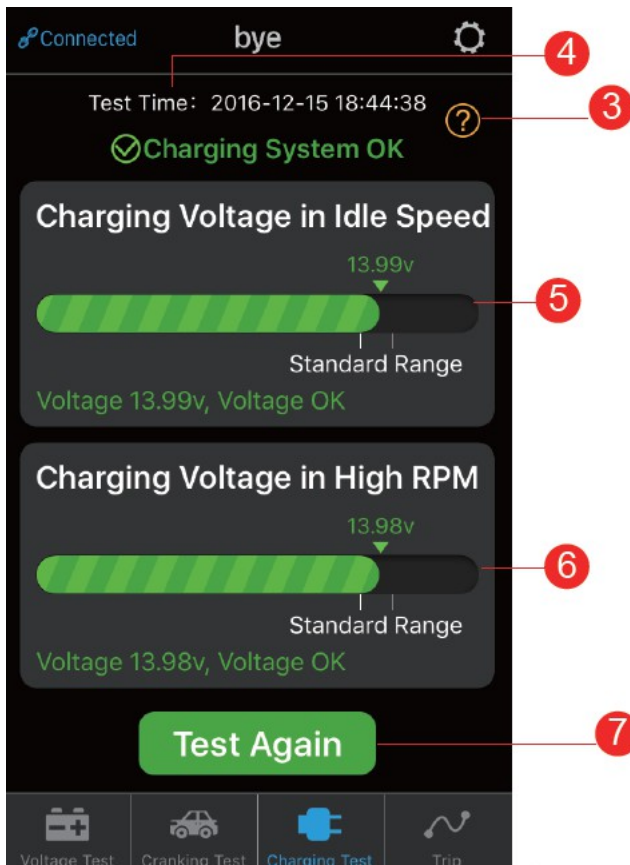 Connected bye
4
Test Time: 2016-12-15 18:44:38
3
?
Charging System OK
Charging Voltage in Idle Speed
13.99v
5
Standard Range
Voltage 13.99v, Voltage OK
Charging Voltage in High RPM
13.98v
6
Standard Range
Voltage 13.98v, Voltage OK
Test Again
7
Voltage Test Cranking Test Charging Test Trip